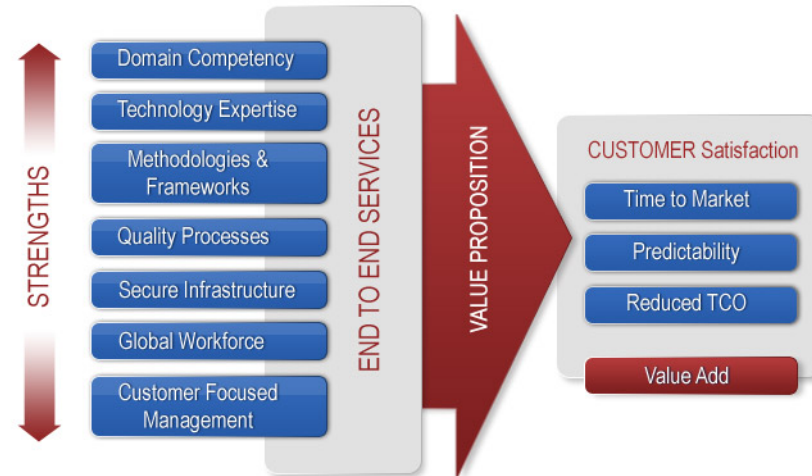 STRENGTHS
Domain Competency
Technology Expertise
Methodologies &
Frameworks
Quality Processes
Secure Infrastructure
Global Workforce
Customer Focused
Management
END TO END SERVICES
VALUE PROPOSITION
CUSTOMER Satisfaction
Time to Market
Predictability
Reduced TCO
Value Add